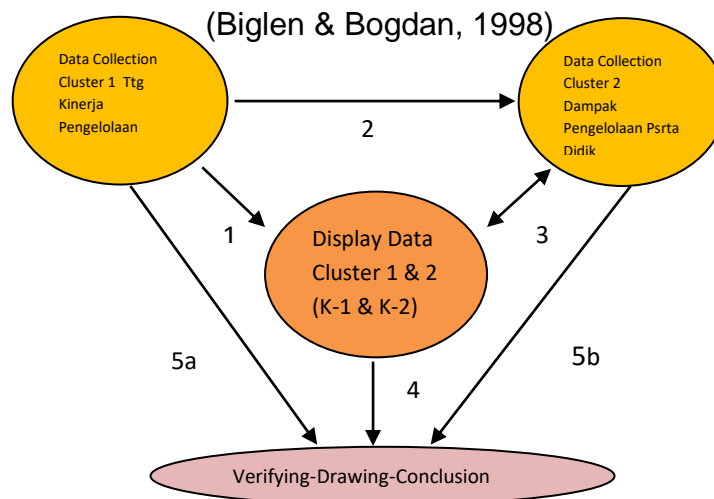 (Biglen & Bogdan, 1998)
Data Collection
Cluster 1 Ttg
Kinerja
Pengelolaan
Data Collection
Cluster 2
Dampak
Pengelolaan Psrta
Didik
2
1
3
Display Data
Cluster 1 & 2
(K-1 & K-2)
5a
5b
4
Verifying-Drawing-Conclusion